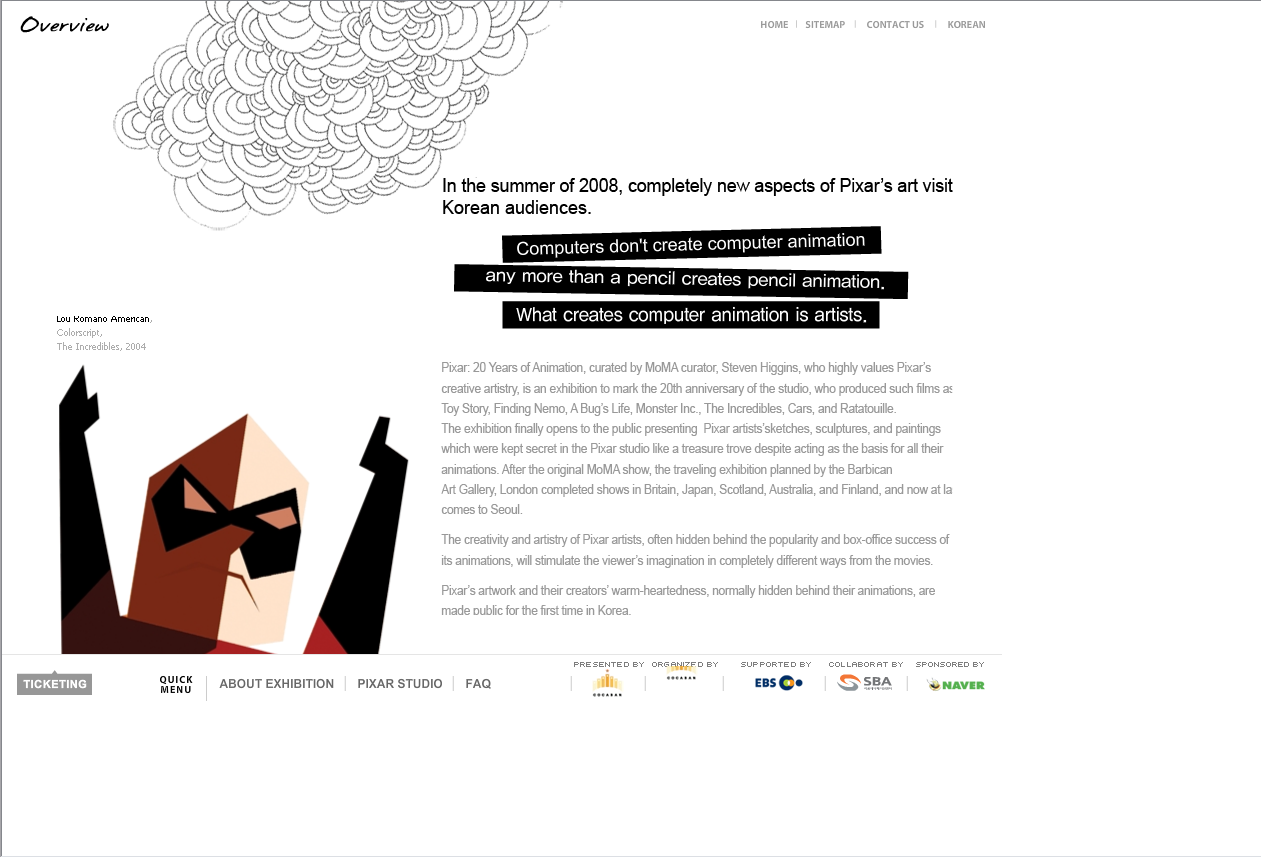 Overview
HOME
SITEMAP
CONTACT US
KOREAN
In the summer of 2008, completely new aspects of Pixar's art visit
Korean audiences.
Computers don't create computer animation
any more than a pencil creates pencil animation.
What creates computer animation is artists.
Lou Romano American,
Colorscript,
The Incredibles, 2004
Pixar: 20 Years of Animation, curated by MoMA curator, Steven Higgins, who highly values Pixar's
creative artistry, is an exhibition to mark the 20th anniversary of the studio, who produced such films as
Toy Story, Finding Nemo, A Bug's Life, Monster Inc., The Incredibles, Cars, and Ratatouille.
The exhibition finally opens to the public presenting  Pixar artists'sketches, sculptures, and paintings
which were kept secret in the Pixar studio like a treasure trove despite acting as the basis for all their
animations. After the original MoMA show, the traveling exhibition planned by the Barbican
Art Gallery, London completed shows in Britain, Japan, Scotland, Australia, and Finland, and now at la
comes to Seoul.
The creativity and artistry of Pixar artists, often hidden behind the popularity and box-office success of
its animations, will stimulate the viewer's imagination in completely different ways from the movies.
Pixar's artwork and their creators' warm-heartedness, normally hidden behind their animations, are
made public for the first time in Korea.
TICKETING
QUICK
MENU
ABOUT EXHIBITION
PIXAR STUDIO
FAQ
PRESENTED BY
ORGANIZED BY
SUPPORTED BY
COLLABORAT BY
SPONSORED BY
COCABAN
COCABAN
EBS
SBA
NAVER